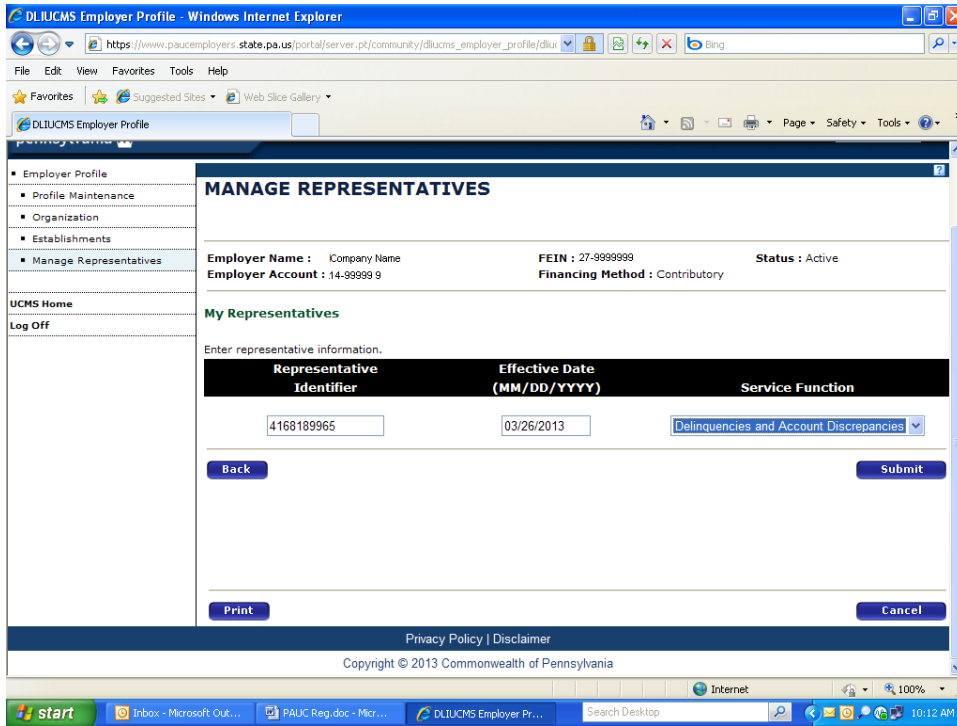 DLIUCMS Employer Profile - Windows Internet Explorer
https://www.paucemployers.state.pa.us/portal/server.pt/community/dlucms_employer_profile/dliuc
Bing
File Edit View Favorites Tools Help
Favorites Suggested Sites Web Slice Gallery
DLIUCMS Employer Profile Page Safety Tools
pennsylvania
Employer Profile
Profile Maintenance
Organization
Establishments
Manage Representatives
UCMS Home
Log Off
MANAGE REPRESENTATIVES
Employer Name : Company Name FEIN : 27-9999999 Status : Active
Employer Account : 14-99999 9 Financing Method : Contributory
My Representatives
Enter representative information.
Representative Identifier Effective Date (MM/DD/YYYY) Service Function
4168189965 03/26/2013 Delinquencies and Account Discrepancies
Back Submit
Print Cancel
Privacy Policy | Disclaimer
Copyright © 2013 Commonwealth of Pennsylvania
Internet 100%
start Inbox - Microsoft Out... PAUC Reg.doc - Micr... DLIUCMS Employer Pr... Search Desktop 10:12 AM